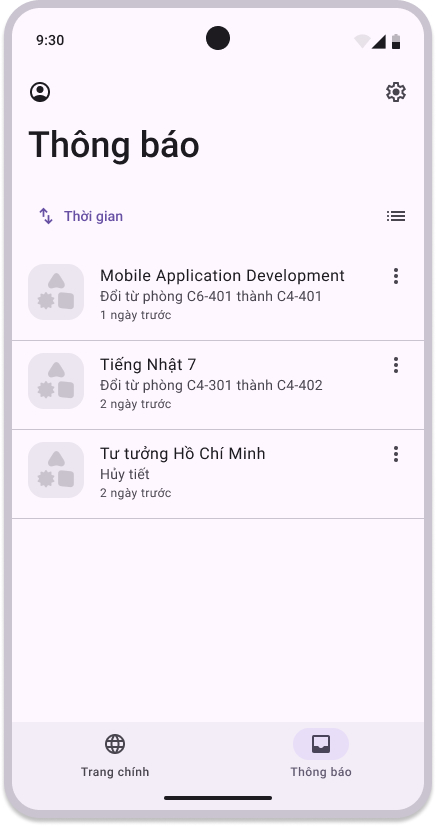 9:30
Thông báo
Thời gian
Mobile Application Development
Đổi từ phòng C6-401 thành C4-401
1 ngày trước
Tiếng Nhật 7
Đổi từ phòng C4-301 thành C4-402
2 ngày trước
Tư tưởng Hồ Chí Minh
Hủy tiết
2 ngày trước
Trang chính
Thông báo